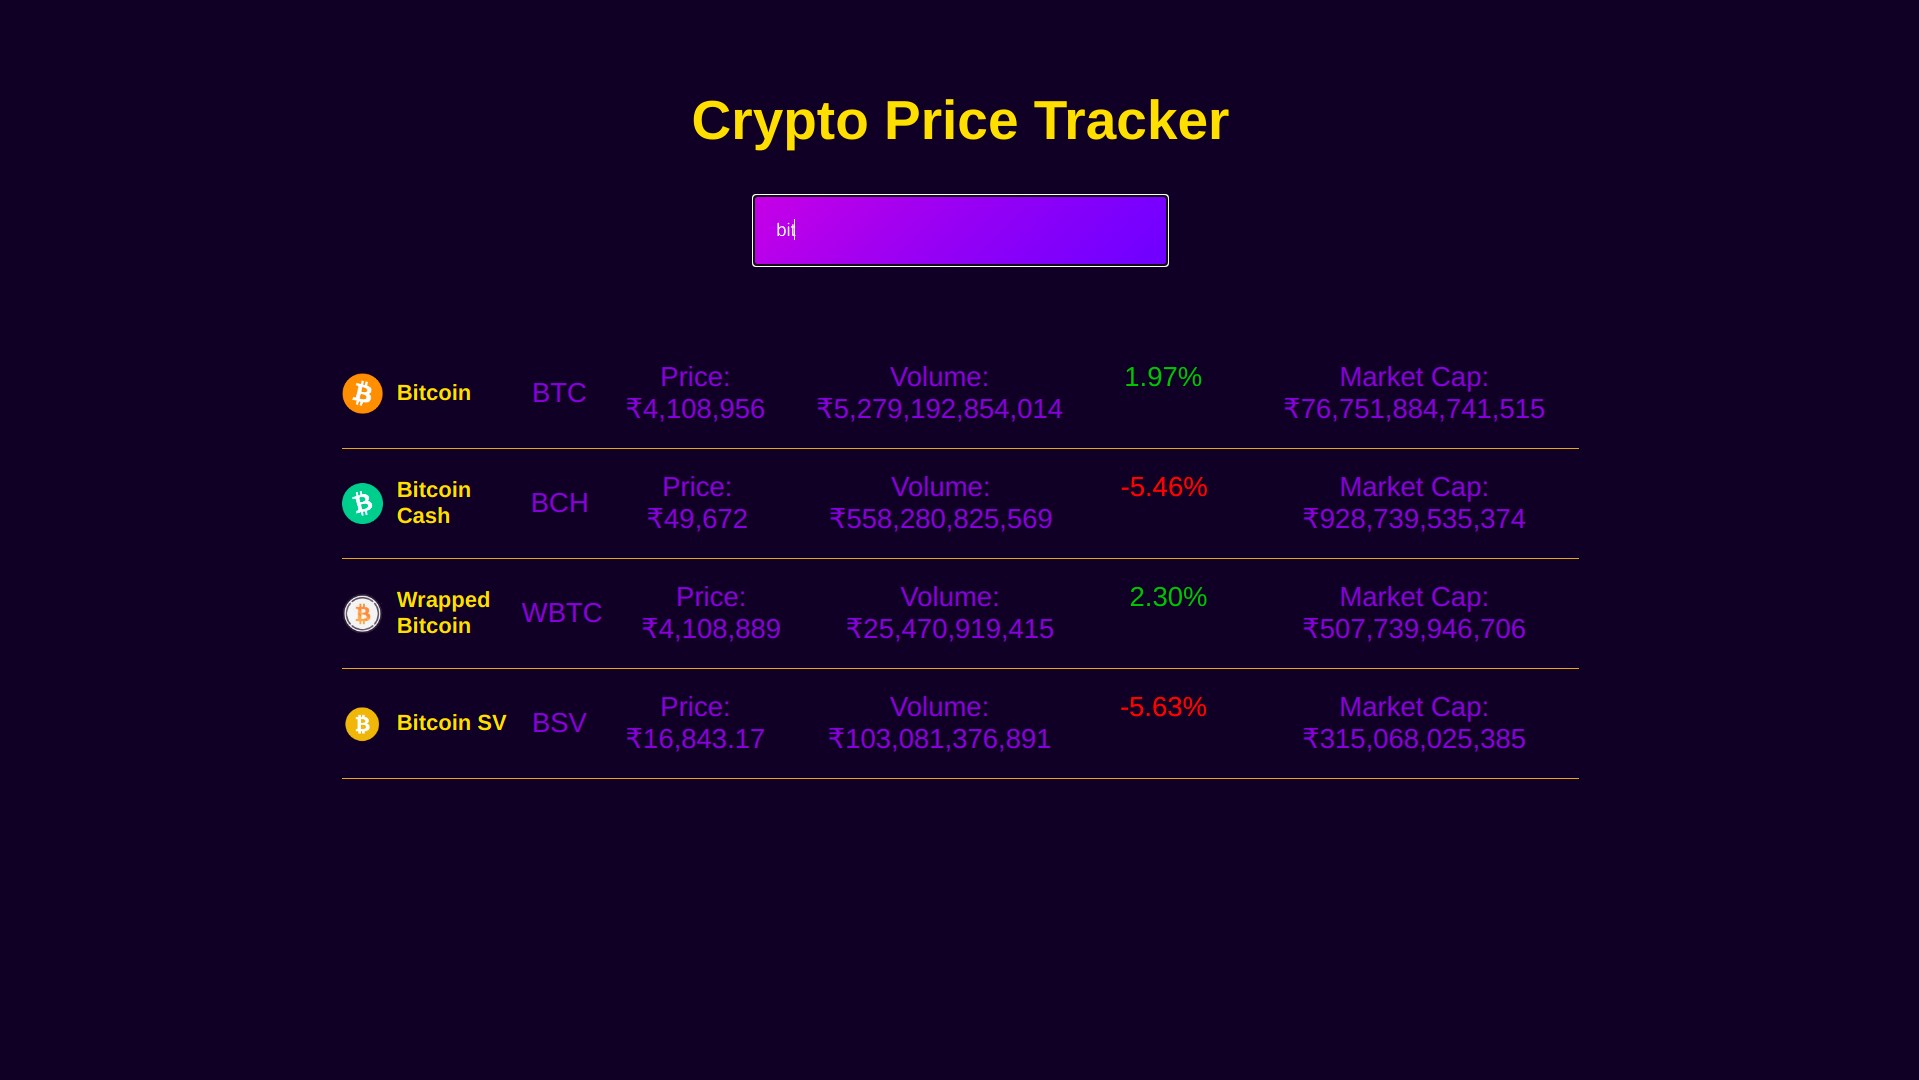 Crypto Price Tracker
bit
Bitcoin BTC Price: ₹4,108,956 Volume: ₹5,279,192,854,014 1.97% Market Cap: ₹76,751,884,741,515
Bitcoin Cash BCH Price: ₹49,672 Volume: ₹558,280,825,569 -5.46% Market Cap: ₹928,739,535,374
Wrapped Bitcoin WBTC Price: ₹4,108,889 Volume: ₹25,470,919,415 2.30% Market Cap: ₹507,739,946,706
Bitcoin SV BSV Price: ₹16,843.17 Volume: ₹103,081,376,891 -5.63% Market Cap: ₹315,068,025,385